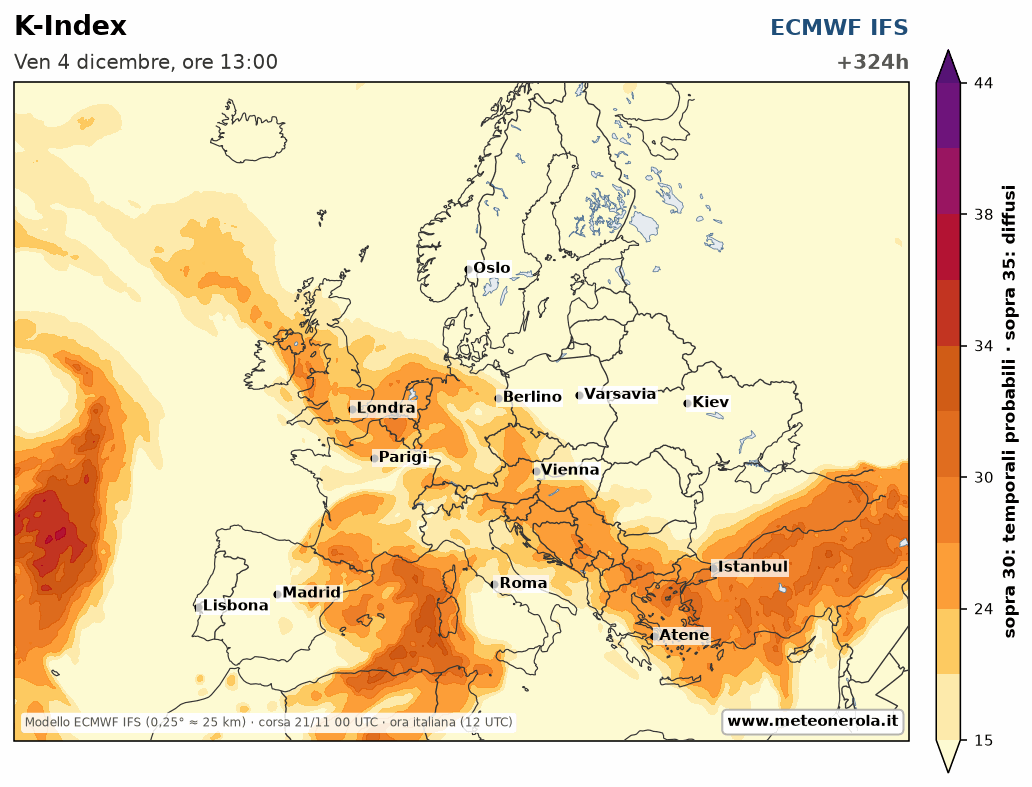 K-Index
ECMWF IFS
Ven 4 dicembre, ore 13:00
+324h
44
38
34
30
24
15
sopra 30: temporali probabili · sopra 35: diffusi
Oslo
Berlino
Varsavia
Kiev
Londra
Parigi
Vienna
Istanbul
Roma
Madrid
Lisbona
Atene
Modello ECMWF IFS (0,25° ≈ 25 km) · corsa 21/11 00 UTC · ora italiana (12 UTC)
www.meteonerola.it